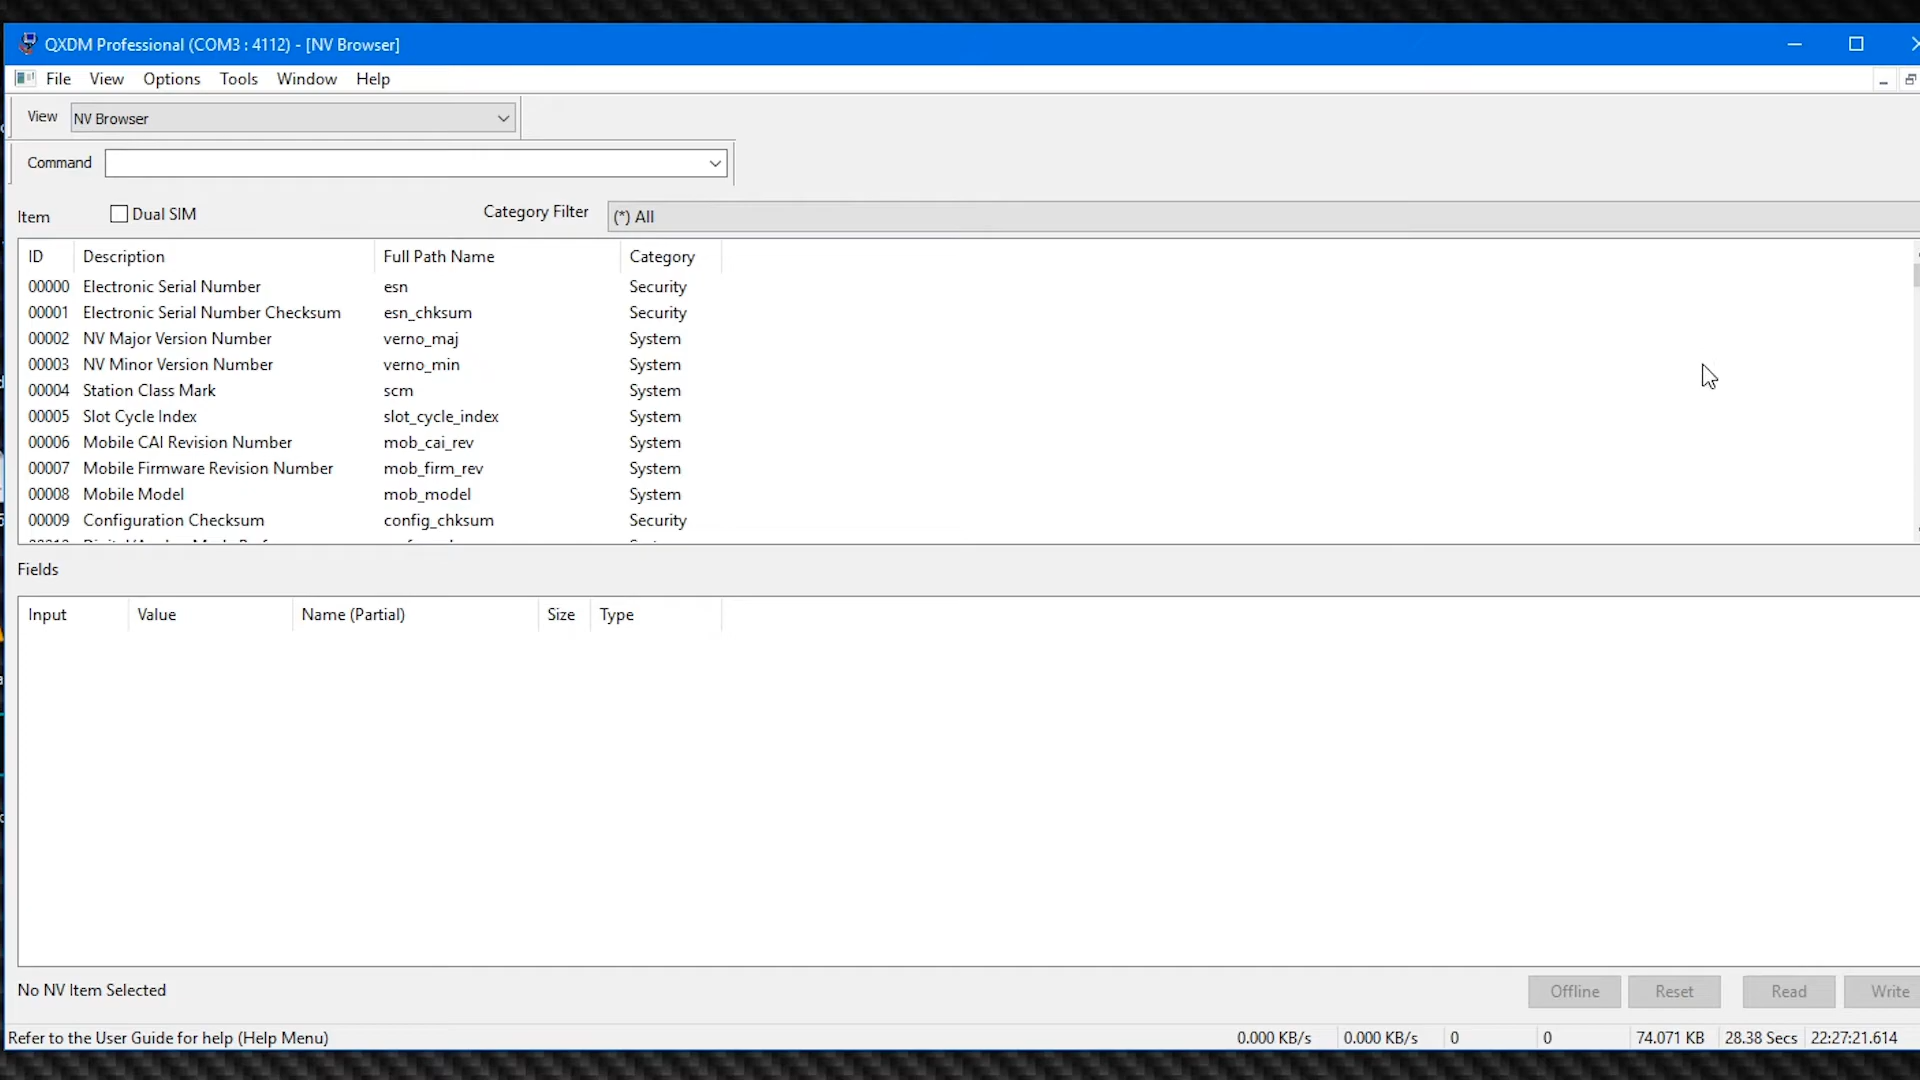 QXDM Professional (COM3 : 4112) - [NV Browser]
File View Options Tools Window Help
View NV Browser
Command
Item Dual SIM Category Filter (*) All
ID Description Full Path Name Category
00000 Electronic Serial Number esn Security
00001 Electronic Serial Number Checksum esn_chksum Security
00002 NV Major Version Number verno_maj System
00003 NV Minor Version Number verno_min System
00004 Station Class Mark scm System
00005 Slot Cycle Index slot_cycle_index System
00006 Mobile CAI Revision Number mob_cai_rev System
00007 Mobile Firmware Revision Number mob_firm_rev System
00008 Mobile Model mob_model System
00009 Configuration Checksum config_chksum Security
Fields
Input Value Name (Partial) Size Type
No NV Item Selected Offline Reset Read Write
Refer to the User Guide for help (Help Menu) 0.000 KB/s 0.000 KB/s 0 0 74.071 KB 28.38 Secs 22:27:21.614